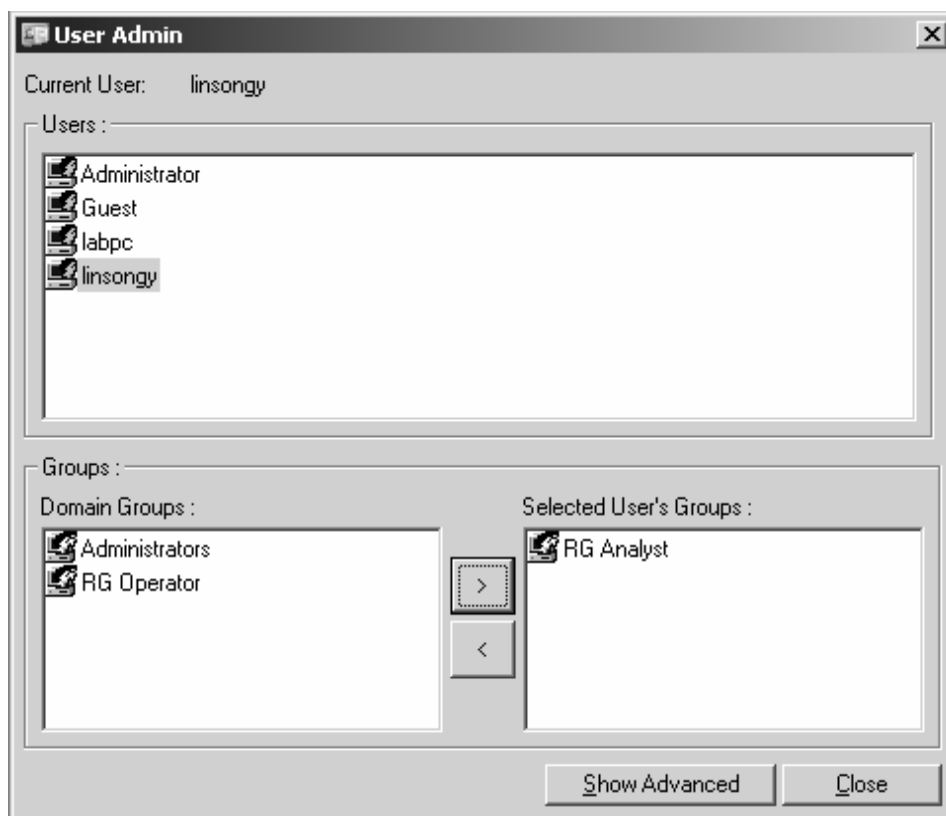 User Admin
Current User: linsongy
Users :
Administrator
Guest
labpc
linsongy
Groups :
Domain Groups :
Administrators
RG Operator
>
<
Selected User's Groups :
RG Analyst
Show Advanced
Close